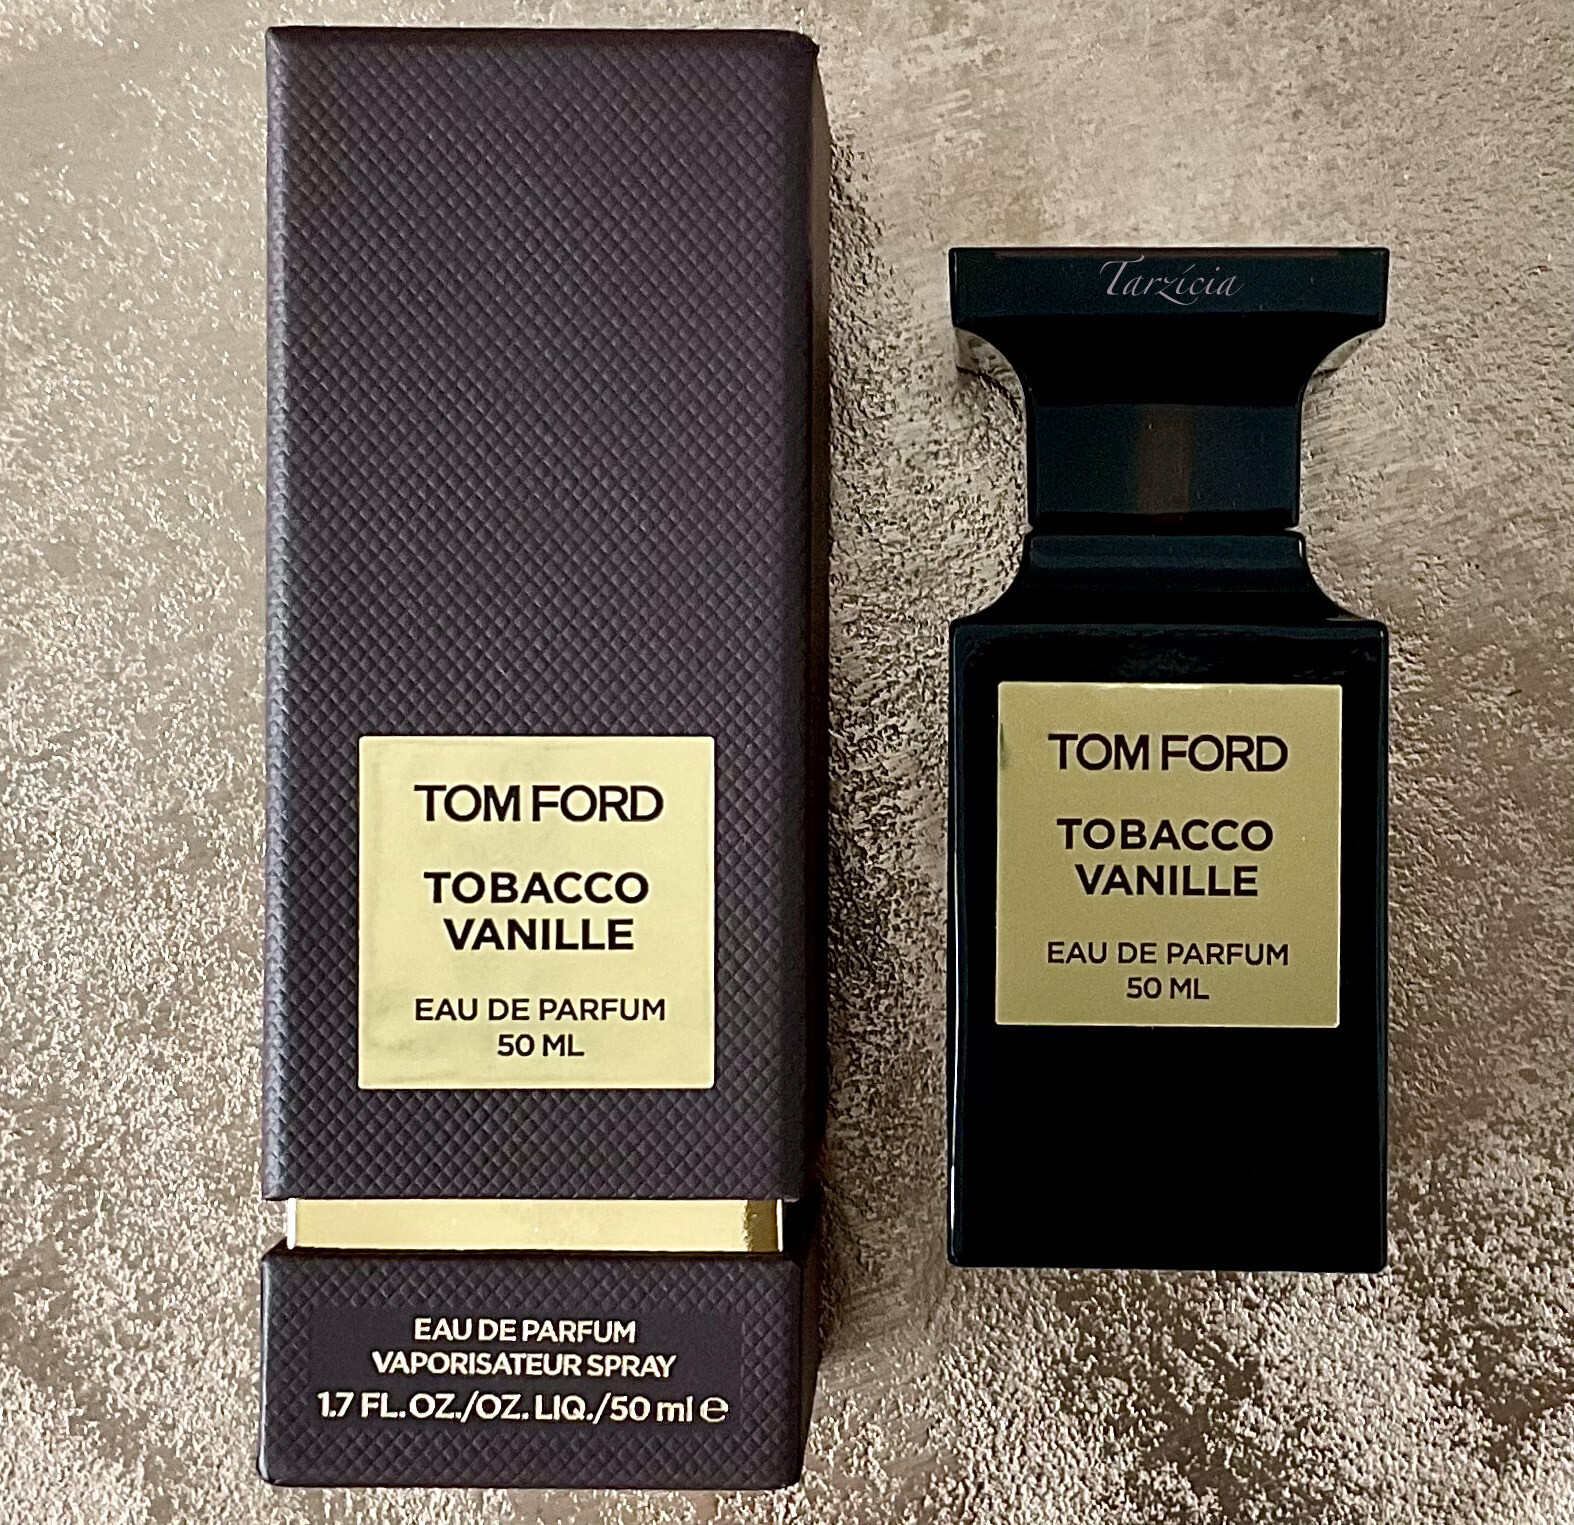 TOM FORD
TOBACCO
VANILLE
EAU DE PARFUM
50 ML
EAU DE PARFUM
VAPORISATEUR SPRAY
1.7 FL. OZ./OZ. LIQ./50 ml ℮
Tarzícia
TOM FORD
TOBACCO
VANILLE
EAU DE PARFUM
50 ML